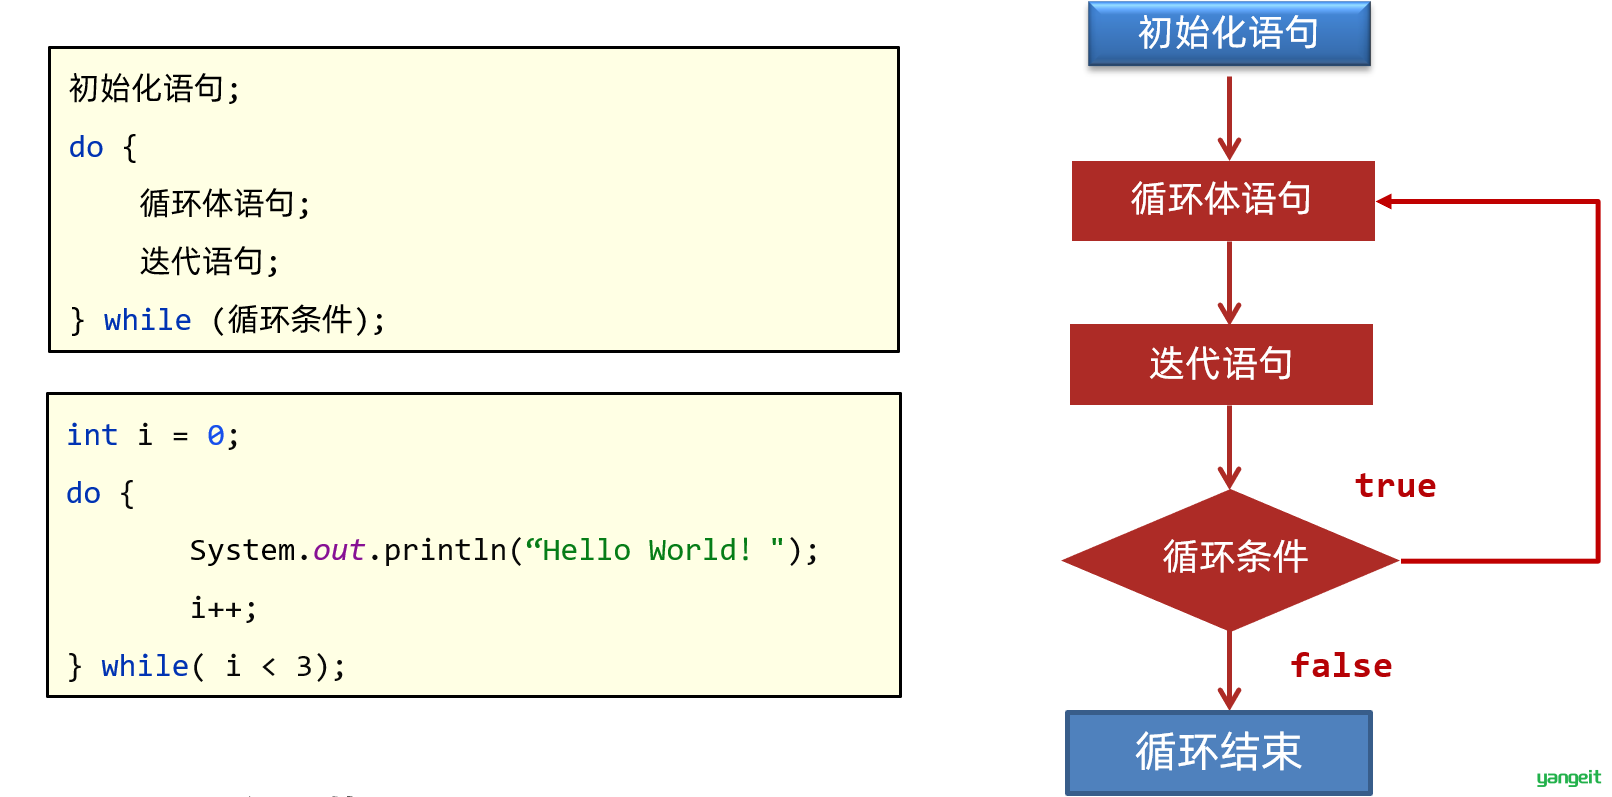 初始化语句;
do {
循环体语句;
迭代语句;
} while (循环条件);
int i = 0;
do {
System.out.println(“Hello World! ");
i++;
} while( i < 3);
初始化语句
循环体语句
迭代语句
true
循环条件
false
循环结束
yangeit